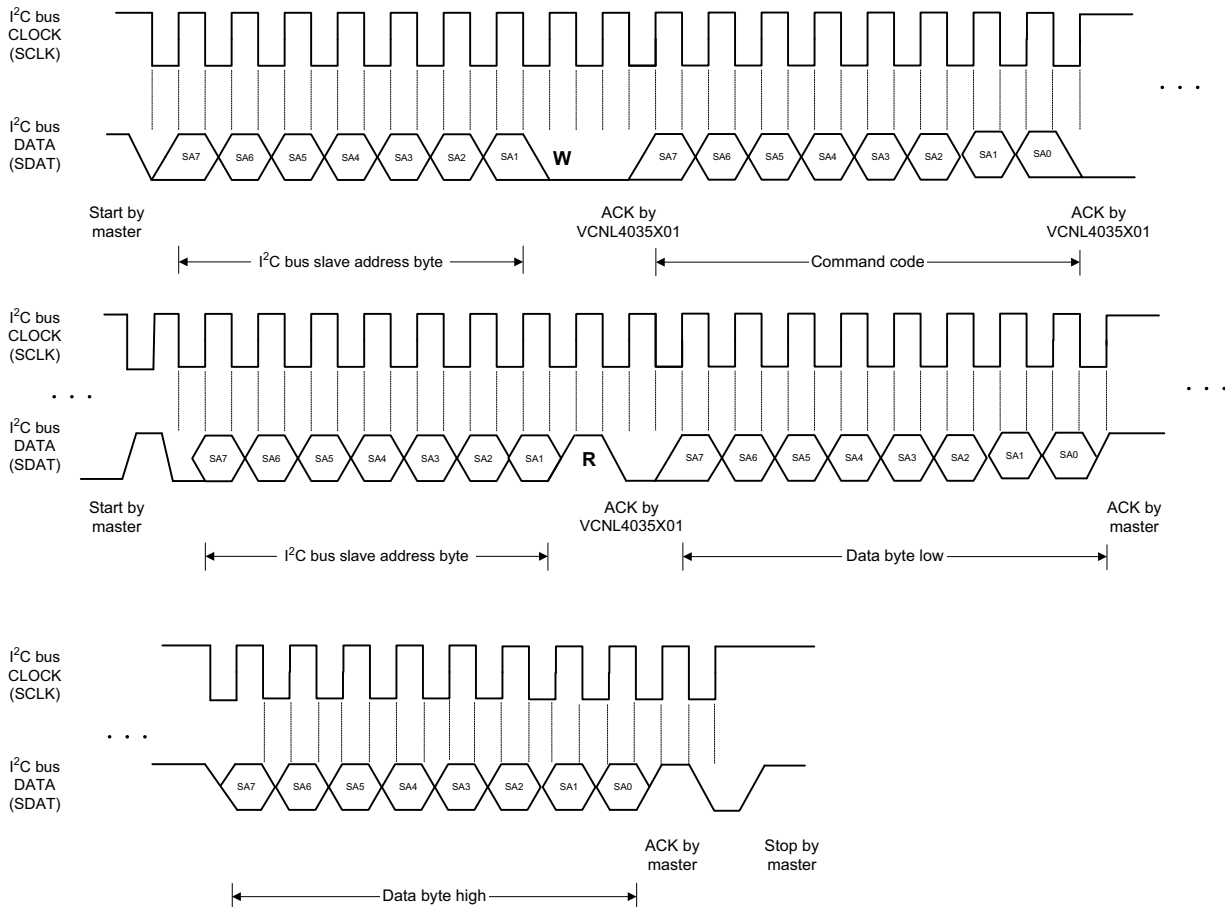 I²C bus
CLOCK
(SCLK)
. . .
I²C bus
DATA
(SDAT)
SA7 SA6 SA5 SA4 SA3 SA2 SA1 W SA7 SA6 SA5 SA4 SA3 SA2 SA1 SA0
Start by
master
ACK by
VCNL4035X01
ACK by
VCNL4035X01
I²C bus slave address byte
Command code
I²C bus
CLOCK
(SCLK)
. . .
. . .
I²C bus
DATA
(SDAT)
SA7 SA6 SA5 SA4 SA3 SA2 SA1 R SA7 SA6 SA5 SA4 SA3 SA2 SA1 SA0
Start by
master
ACK by
VCNL4035X01
ACK by
master
I²C bus slave address byte
Data byte low
I²C bus
CLOCK
(SCLK)
. . .
I²C bus
DATA
(SDAT)
SA7 SA6 SA5 SA4 SA3 SA2 SA1 SA0
ACK by
master
Stop by
master
Data byte high